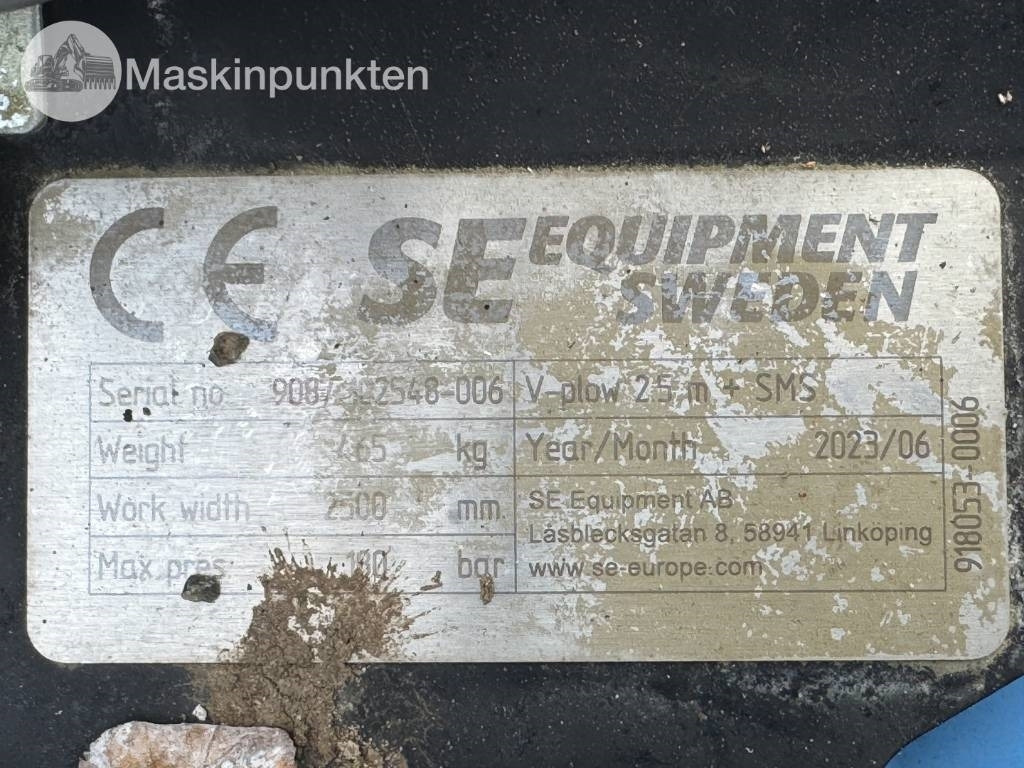 Maskinpunkten
CE SE EQUIPMENT
SWEDEN
Serial no V-plow 2.5 m + SMS
Weight 465 kg Year/Month 2023/06
Work width 2500 mm SE Equipment AB
Låsblecksgatan 8, 58941 Linköping
Max pres bar www.se-europe.com
918053-0006